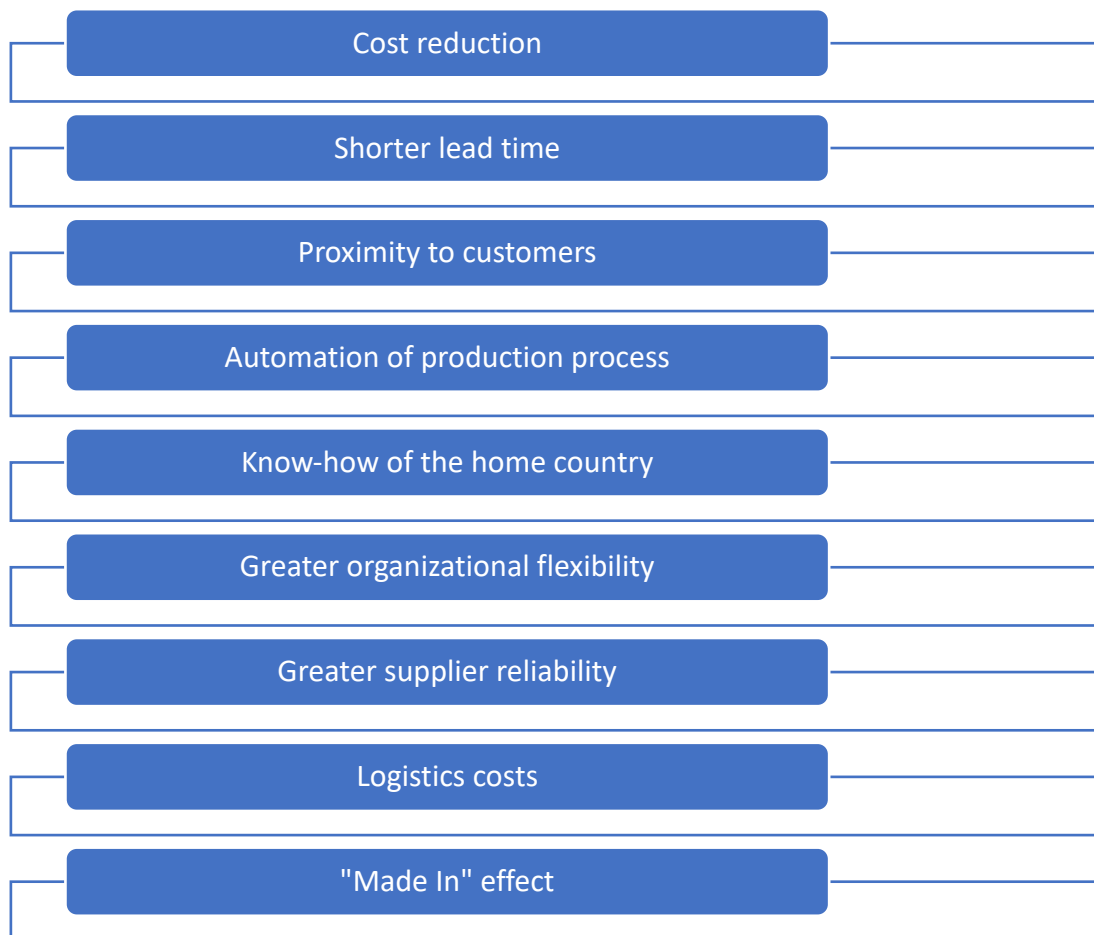 Cost reduction
Shorter lead time
Proximity to customers
Automation of production process
Know-how of the home country
Greater organizational flexibility
Greater supplier reliability
Logistics costs
"Made In" effect